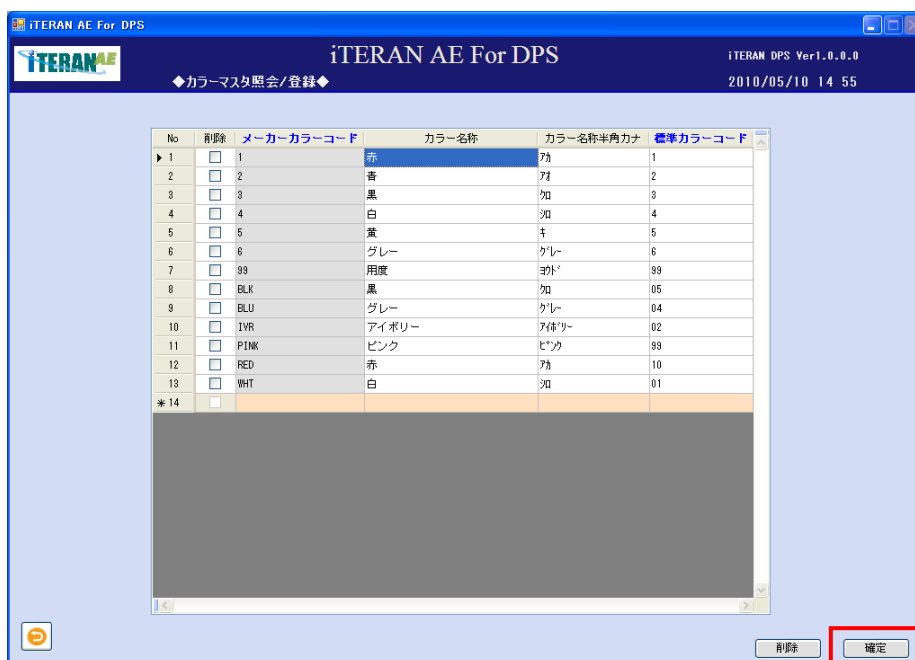 iTERAN AE For DPS
iTERAN AE
iTERAN AE For DPS
iTERAN DPS Ver1.0.0.0
◆カラーマスタ照会/登録◆
2010/05/10 14 55
No 削除 メーカーカラーコード カラー名称 カラー名称半角カナ 標準カラーコード
1 1 赤 ｱｶ 1
2 2 青 ｱｵ 2
3 3 黒 ｸﾛ 3
4 4 白 ｼﾛ 4
5 5 黄 ｷ 5
6 6 グレー ｸﾞﾚｰ 6
7 99 用度 ﾖｳﾄﾞ 99
8 BLK 黒 ｸﾛ 05
9 BLU グレー ｸﾞﾚｰ 04
10 IVR アイボリー ｱｲﾎﾞﾘｰ 02
11 PINK ピンク ﾋﾟﾝｸ 99
12 RED 赤 ｱｶ 10
13 WHT 白 ｼﾛ 01
＊14
削除 確定